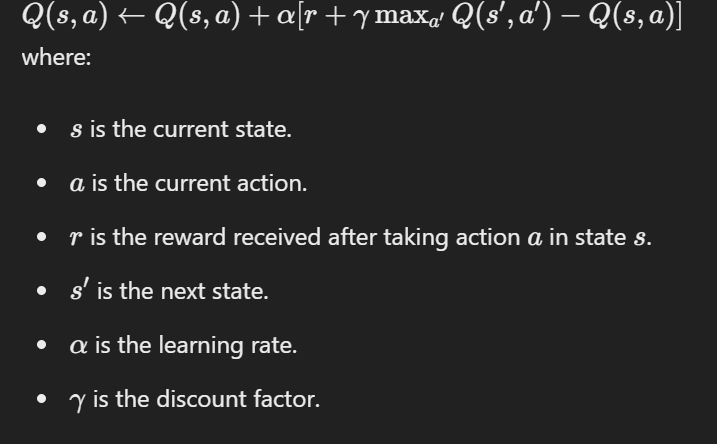 Q(s, a) ← Q(s, a) + α[r + γ maxₐ′ Q(s′, a′) − Q(s, a)]
where:
• s is the current state.
• a is the current action.
• r is the reward received after taking action a in state s.
• s′ is the next state.
• α is the learning rate.
• γ is the discount factor.